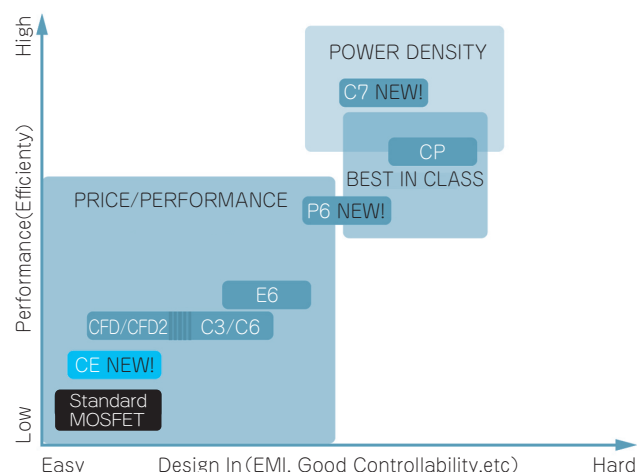 High
POWER DENSITY
C7 NEW!
CP
BEST IN CLASS
PRICE/PERFORMANCE
P6 NEW!
Performance(Efficienty)
E6
CFD/CFD2
C3/C6
CE NEW!
Standard
MOSFET
Low
Easy
Design In(EMI, Good Controllability,etc)
Hard